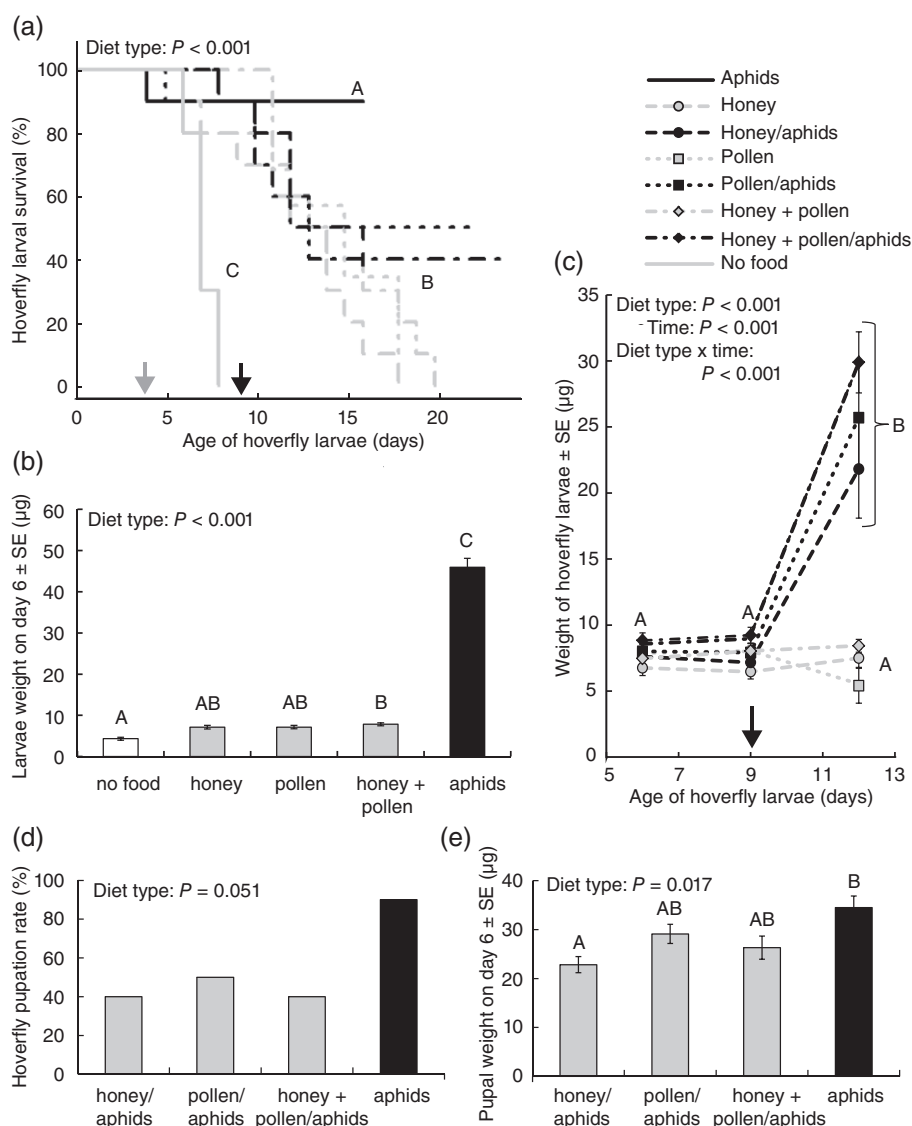 (a)
Diet type: P < 0.001
100
80
60
40
20
0
Hoverfly larval survival (%)
A
B
C
0 5 10 15 20
Age of hoverfly larvae (days)
Aphids
Honey
Honey/aphids
Pollen
Pollen/aphids
Honey + pollen
Honey + pollen/aphids
No food
(b)
Diet type: P < 0.001
60
50
40
30
20
10
0
Larvae weight on day 6 ± SE (µg)
A AB AB B C
no food honey pollen honey + aphids
pollen
(c)
Diet type: P < 0.001
Time: P < 0.001
Diet type x time:
P < 0.001
35
30
25
20
15
10
5
0
Weight of hoverfly larvae ± SE (µg)
B
A A
A
5 7 9 11 13
Age of hoverfly larvae (days)
(d)
Diet type: P = 0.051
100
80
60
40
20
0
Hoverfly pupation rate (%)
honey/ pollen/ honey + aphids
aphids aphids pollen/aphids
(e)
Diet type: P = 0.017
40
30
20
10
0
Pupal weight on day 6 ± SE (µg)
A AB AB B
honey/ pollen/ honey + aphids
aphids aphids pollen/aphids